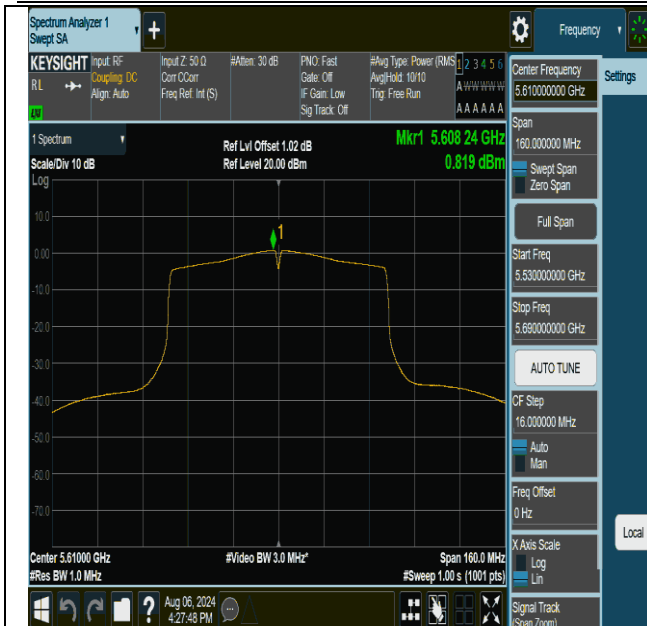 Spectrum Analyzer 1
Swept SA
Frequency
KEYSIGHT
RL
LXI
Input: RF
Coupling: DC
Align: Auto
Input Z: 50 Ω
Corr CCorr
Freq Ref: Int (S)
#Atten: 30 dB
PNO: Fast
Gate: Off
IF Gain: Low
Sig Track: Off
#Avg Type: Power (RMS
Avg|Hold: 10/10
Trig: Free Run
1 2 3 4 5 6
A W W W W W
A A A A A A
1 Spectrum
Scale/Div 10 dB
Log
Ref Lvl Offset 1.02 dB
Ref Level 20.00 dBm
Mkr1 5.608 24 GHz
0.819 dBm
10.0
0.00
-10.0
-20.0
-30.0
-40.0
-50.0
-60.0
-70.0
1
Center 5.61000 GHz
#Res BW 1.0 MHz
#Video BW 3.0 MHz*
Span 160.0 MHz
#Sweep 1.00 s (1001 pts)
Aug 06, 2024
4:27:48 PM
Center Frequency
5.610000000 GHz
Span
160.000000 MHz
Swept Span
Zero Span
Full Span
Start Freq
5.530000000 GHz
Stop Freq
5.690000000 GHz
AUTO TUNE
CF Step
16.000000 MHz
Auto
Man
Freq Offset
0 Hz
X Axis Scale
Log
Lin
Signal Track
(Span Zoom)
Settings
Local